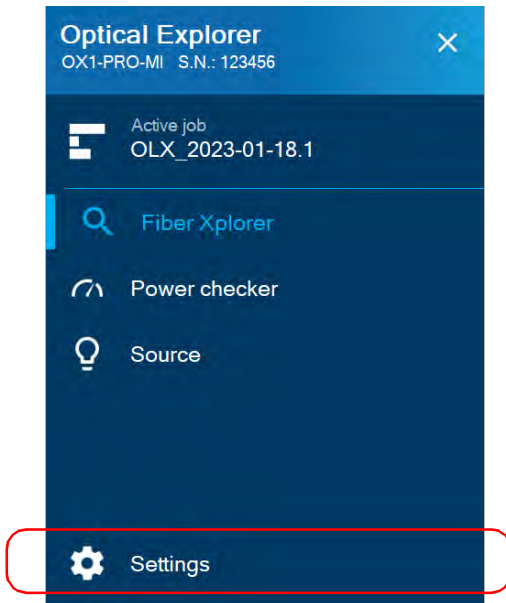 Optical Explorer
OX1-PRO-MI S.N.: 123456
Active job
OLX_2023-01-18.1
Fiber Xplorer
Power checker
Source
Settings